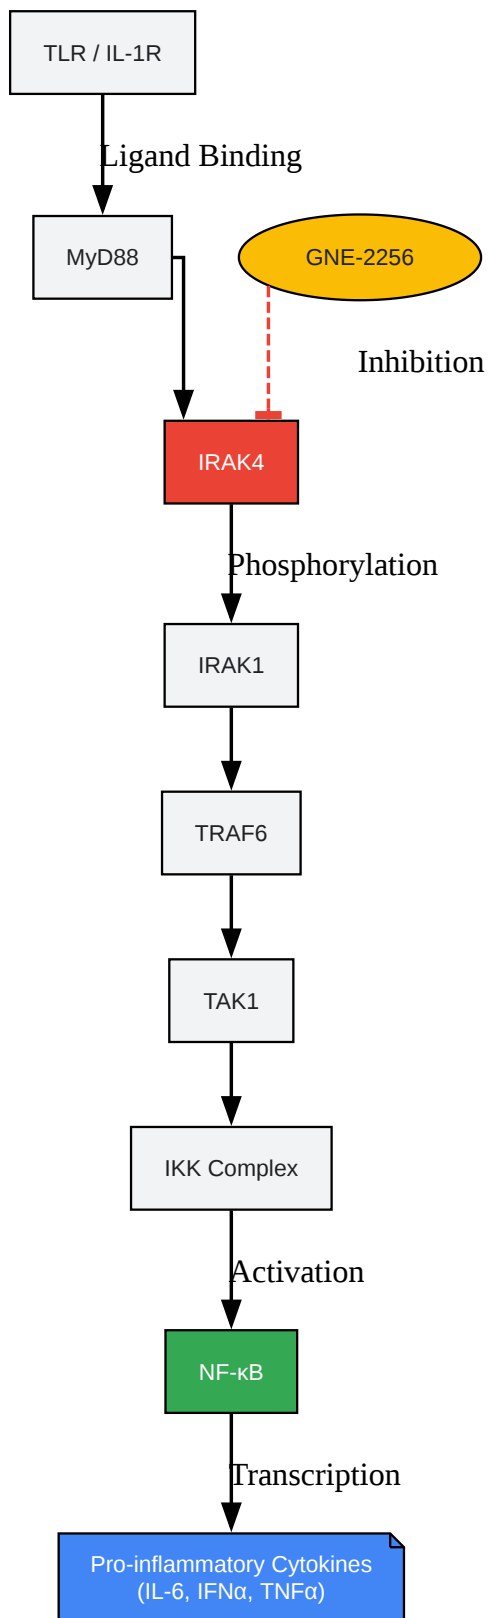 TLR / IL-1R
Ligand Binding
MyD88
GNE-2256
Inhibition
IRAK4
Phosphorylation
IRAK1
TRAF6
TAK1
IKK Complex
Activation
NF-κB
Transcription
Pro-inflammatory Cytokines
(IL-6, IFNα, TNFα)